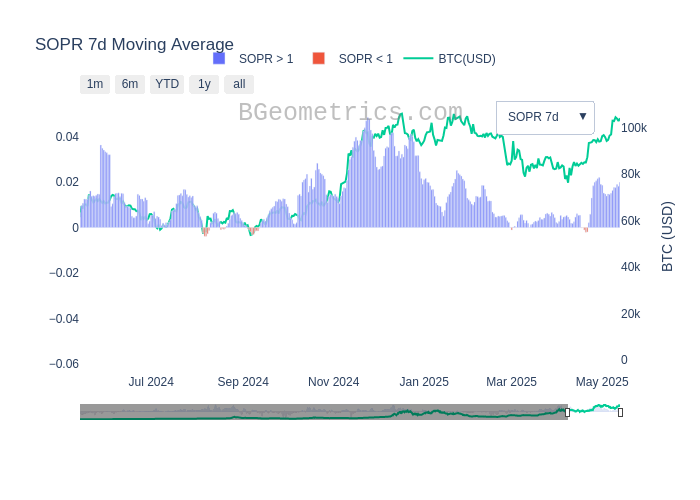 SOPR 7d Moving Average
SOPR > 1
SOPR < 1
BTC(USD)
1m
6m
YTD
1y
all
BGeometrics.com
SOPR 7d
▼
0.04
0.02
0
−0.02
−0.04
−0.06
100k
80k
60k
40k
20k
0
BTC (USD)
Jul 2024
Sep 2024
Nov 2024
Jan 2025
Mar 2025
May 2025